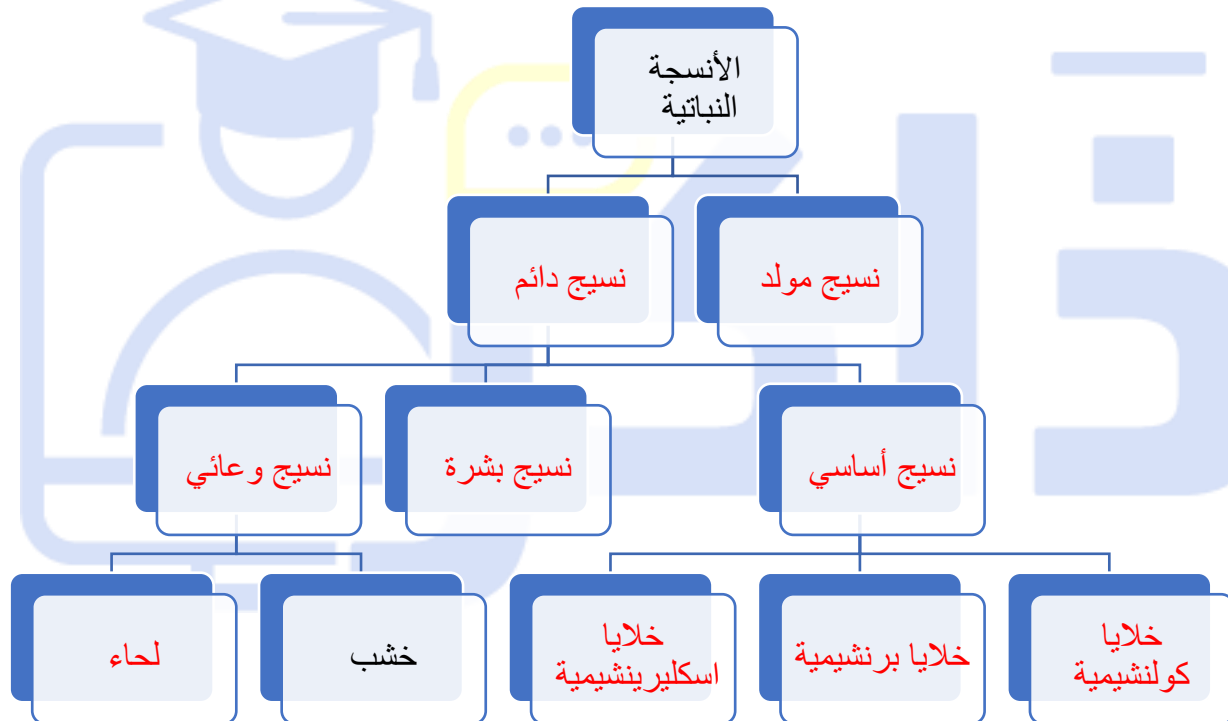 الأنسجة
النباتية
نسيج مولد
نسيج دائم
نسيج أساسي
نسيج بشرة
نسيج وعائي
خلايا
كولنشيمية
خلايا برنشيمية
خلايا
اسكليرينشيمية
خشب
لحاء